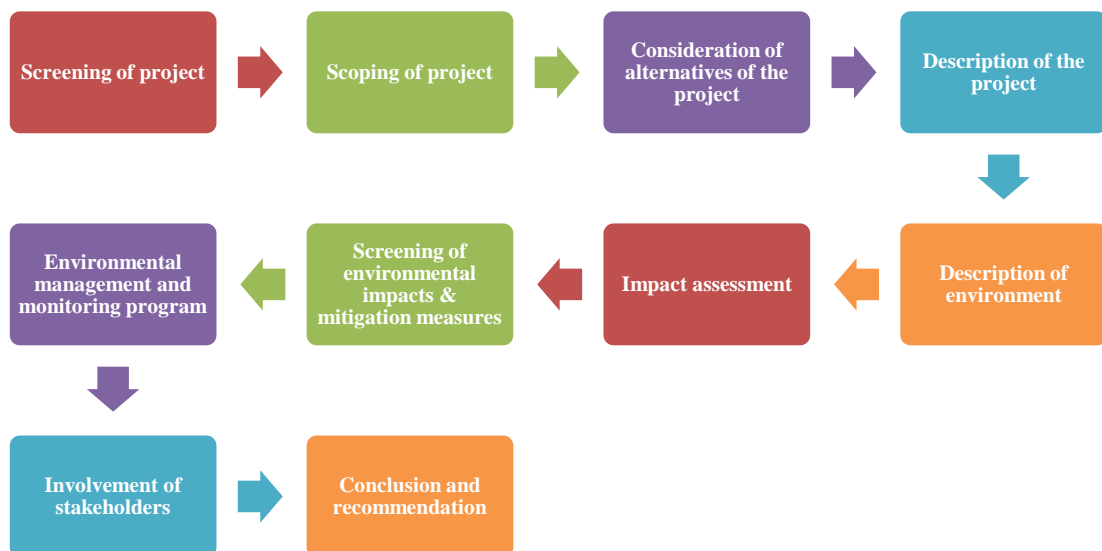 Screening of project
Scoping of project
Consideration of
alternatives of the
project
Description of the
project
Description of
environment
Impact assessment
Screening of
environmental
impacts &
mitigation measures
Environmental
management and
monitoring program
Involvement of
stakeholders
Conclusion and
recommendation